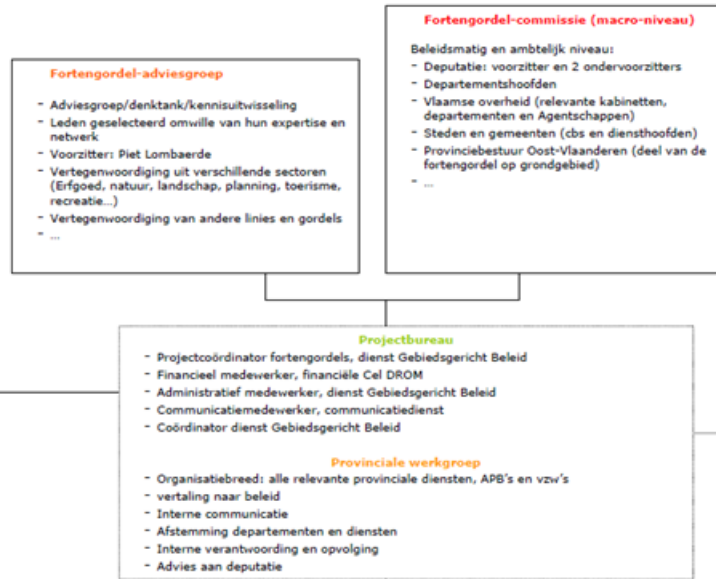 Fortengordel-adviesgroep
- Adviesgroep/denktank/kennisuitwisseling
- Leden geselecteerd omwille van hun expertise en
netwerk
- Voorzitter: Piet Lombaerde
- Vertegenwoordiging uit verschillende sectoren
(Erfgoed, natuur, landschap, planning, toerisme,
recreatie...)
- Vertegenwoordiging van andere linies en gordels
- ...
Fortengordel-commissie (macro-niveau)
Beleidsmatig en ambtelijk niveau:
- Deputatie: voorzitter en 2 ondervoorzitters
- Departementshoofden
- Vlaamse overheid (relevante kabinetten,
departementen en Agentschappen)
- Steden en gemeenten (cbs en diensthoofden)
- Provinciebestuur Oost-Vlaanderen (deel van de
fortengordel op grondgebied)
- ...
Projectbureau
- Projectcoördinator fortengordels, dienst Gebiedsgericht Beleid
- Financieel medewerker, financiële Cel DROM
- Administratief medewerker, dienst Gebiedsgericht Beleid
- Communicatiemedewerker, communicatiedienst
- Coördinator dienst Gebiedsgericht Beleid
Provinciale werkgroep
- Organisatiebreed: alle relevante provinciale diensten, APB's en vzw's
- vertaling naar beleid
- Interne communicatie
- Afstemming departementen en diensten
- Interne verantwoording en opvolging
- Advies aan deputatie